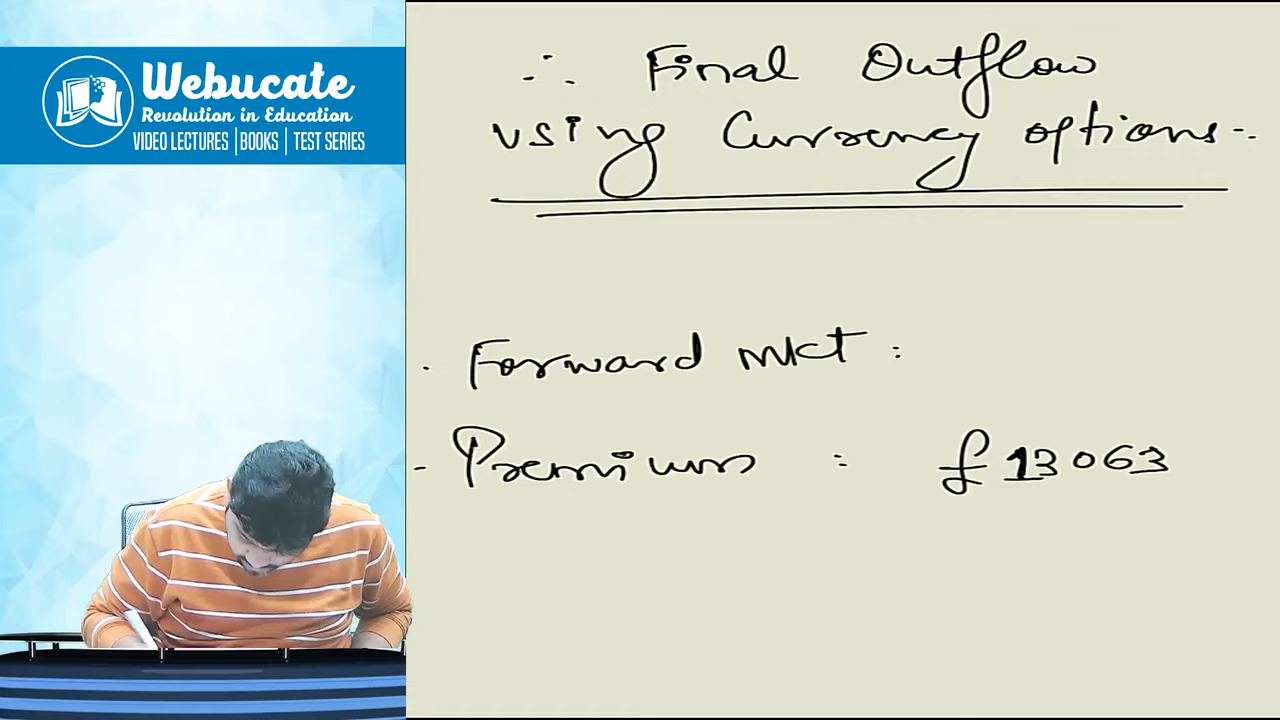 Webucate
Revolution in Education
VIDEO LECTURES | BOOKS | TEST SERIES
∴ Final Outflow
using Currency options--
· Forward mkt :
- Premium : £13063